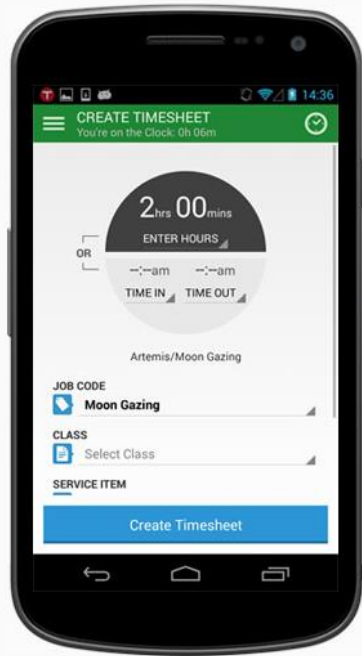 14:36
CREATE TIMESHEET
You're on the Clock: 0h 06m
2hrs 00mins
ENTER HOURS
OR
--:--am --:--am
TIME IN TIME OUT
Artemis/Moon Gazing
JOB CODE
Moon Gazing
CLASS
Select Class
SERVICE ITEM
Create Timesheet